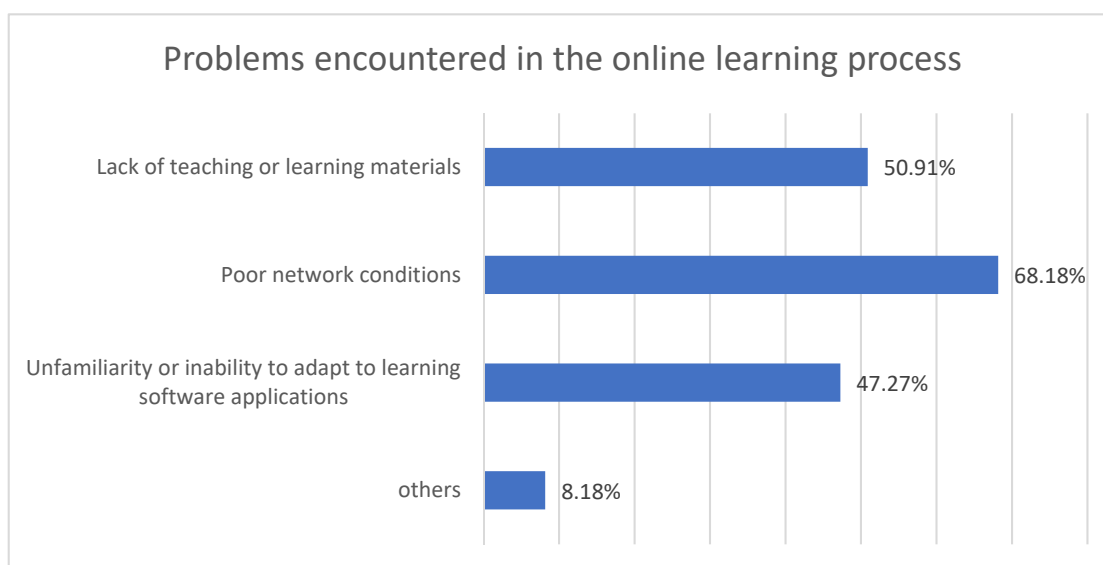 Problems encountered in the online learning process
Lack of teaching or learning materials
50.91%
Poor network conditions
68.18%
Unfamiliarity or inability to adapt to learning
software applications
47.27%
others
8.18%